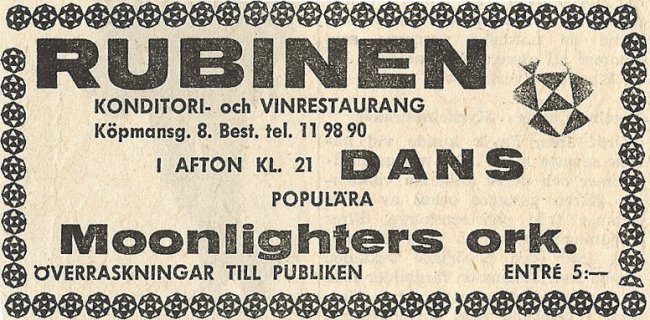 RUBINEN
KONDITORI- och VINRESTAURANG
Köpmansg. 8. Best. tel. 11 98 90
I AFTON KL. 21 DANS
POPULÄRA
Moonlighters ork.
ÖVERRASKNINGAR TILL PUBLIKEN ENTRÉ 5:—